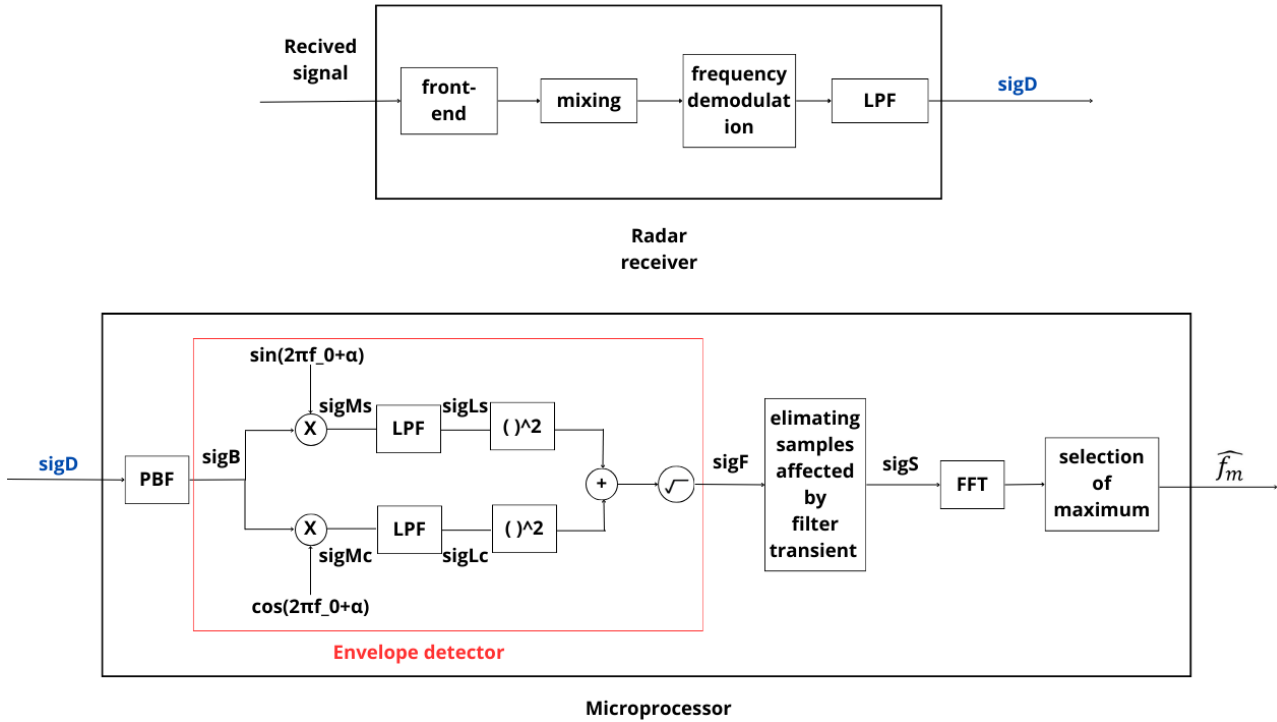 Recived
signal
front-
end
mixing
frequency
demodulat
ion
LPF
sigD
Radar
receiver
sin(2πf_0+α)
sigMs
sigLs
X
LPF
( )^2
sigD
PBF
sigB
+
√
sigF
elimating
samples
affected
by
filter
transient
sigS
FFT
selection
of
maximum
\widehat{f_m}
X
LPF
( )^2
sigMc
sigLc
cos(2πf_0+α)
Envelope detector
Microprocessor